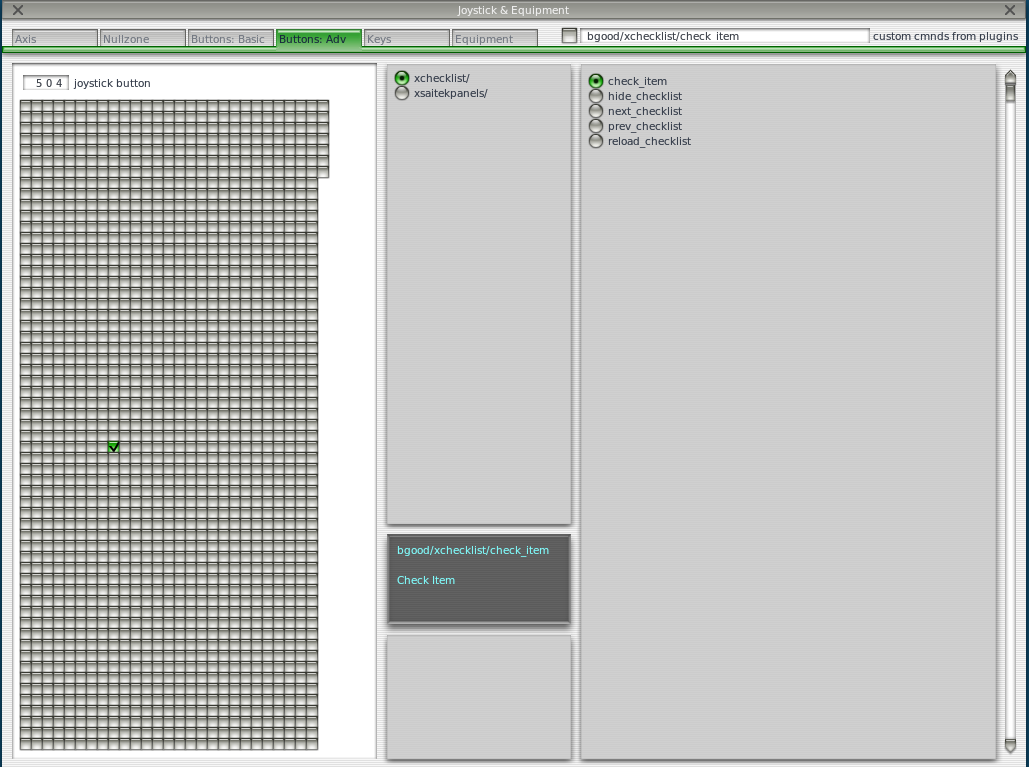 Joystick & Equipment
Axis
Nullzone
Buttons: Basic
Buttons: Adv
Keys
Equipment
bgood/xchecklist/check_item
custom cmnds from plugins
504 joystick button
xchecklist/
xsaitekpanels/
check_item
hide_checklist
next_checklist
prev_checklist
reload_checklist
bgood/xchecklist/check_item
Check Item